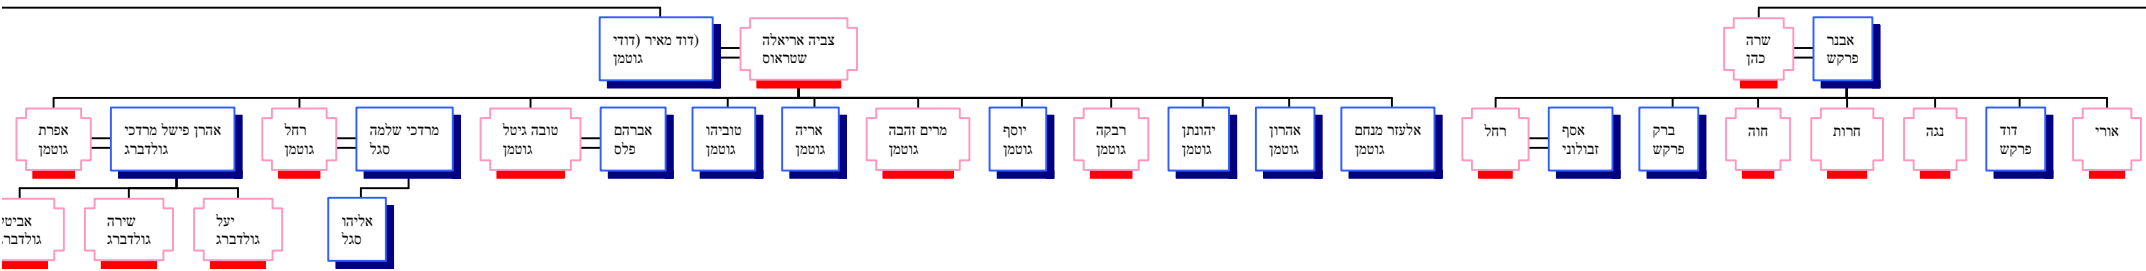 דוד מאיר (דודי)
גוטמן
צביה אריאלה
שטראוס
שרה
כהן
אבנר
פרקש
אפרת
גוטמן
אהרן פישל מרדכי
גולדברג
רחל
גוטמן
מרדכי שלמה
סגל
טובה גיטל
גוטמן
אברהם
פלס
טוביהו
גוטמן
אריה
גוטמן
מרים זהבה
גוטמן
יוסף
גוטמן
רבקה
גוטמן
יהונתן
גוטמן
אהרון
גוטמן
אלעזר מנחם
גוטמן
רחל
אסף
זבולוני
ברק
פרקש
חוה
חרות
נגה
דוד
פרקש
אורי
שירה
גולדברג
יעל
גולדברג
אליהו
סגל